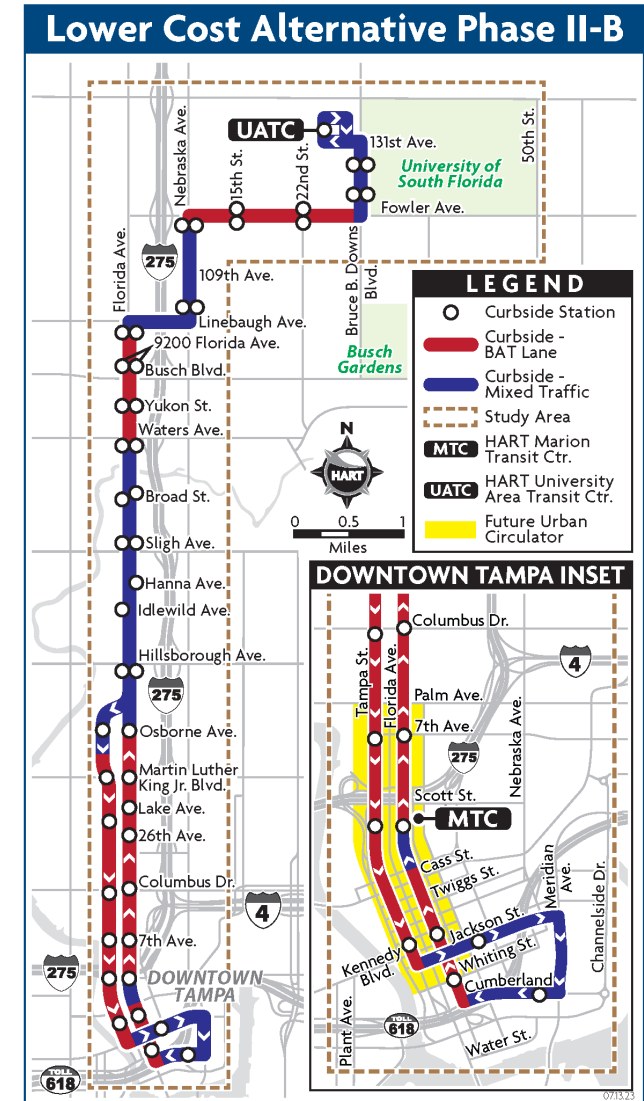 Lower Cost Alternative Phase II-B
UATC
131st Ave.
University of
South Florida
50th St.
Nebraska Ave.
15th St.
22nd St.
Fowler Ave.
Florida Ave.
275
109th Ave.
Bruce B. Downs
Blvd.
Linebaugh Ave.
9200 Florida Ave.
Busch Blvd.
Busch
Gardens
Yukon St.
Waters Ave.
Broad St.
Sligh Ave.
Hanna Ave.
Idlewild Ave.
Hillsborough Ave.
275
Osborne Ave.
Martin Luther
King Jr. Blvd.
Lake Ave.
26th Ave.
Columbus Dr.
4
7th Ave.
275
DOWNTOWN
TAMPA
TOLL
618
N
HART
0 0.5 1
Miles
LEGEND
Curbside Station
Curbside -
BAT Lane
Curbside -
Mixed Traffic
Study Area
MTC
HART Marion
Transit Ctr.
UATC
HART University
Area Transit Ctr.
Future Urban
Circulator
DOWNTOWN TAMPA INSET
Columbus Dr.
4
Tampa St.
Florida Ave.
Palm Ave.
7th Ave.
Nebraska Ave.
275
Scott St.
MTC
Cass St.
Twiggs St.
Meridian
Ave.
Channelside Dr.
Jackson St.
Kennedy
Blvd.
Whiting St.
Cumberland
Plant Ave.
TOLL
618
Water St.
07.13.23